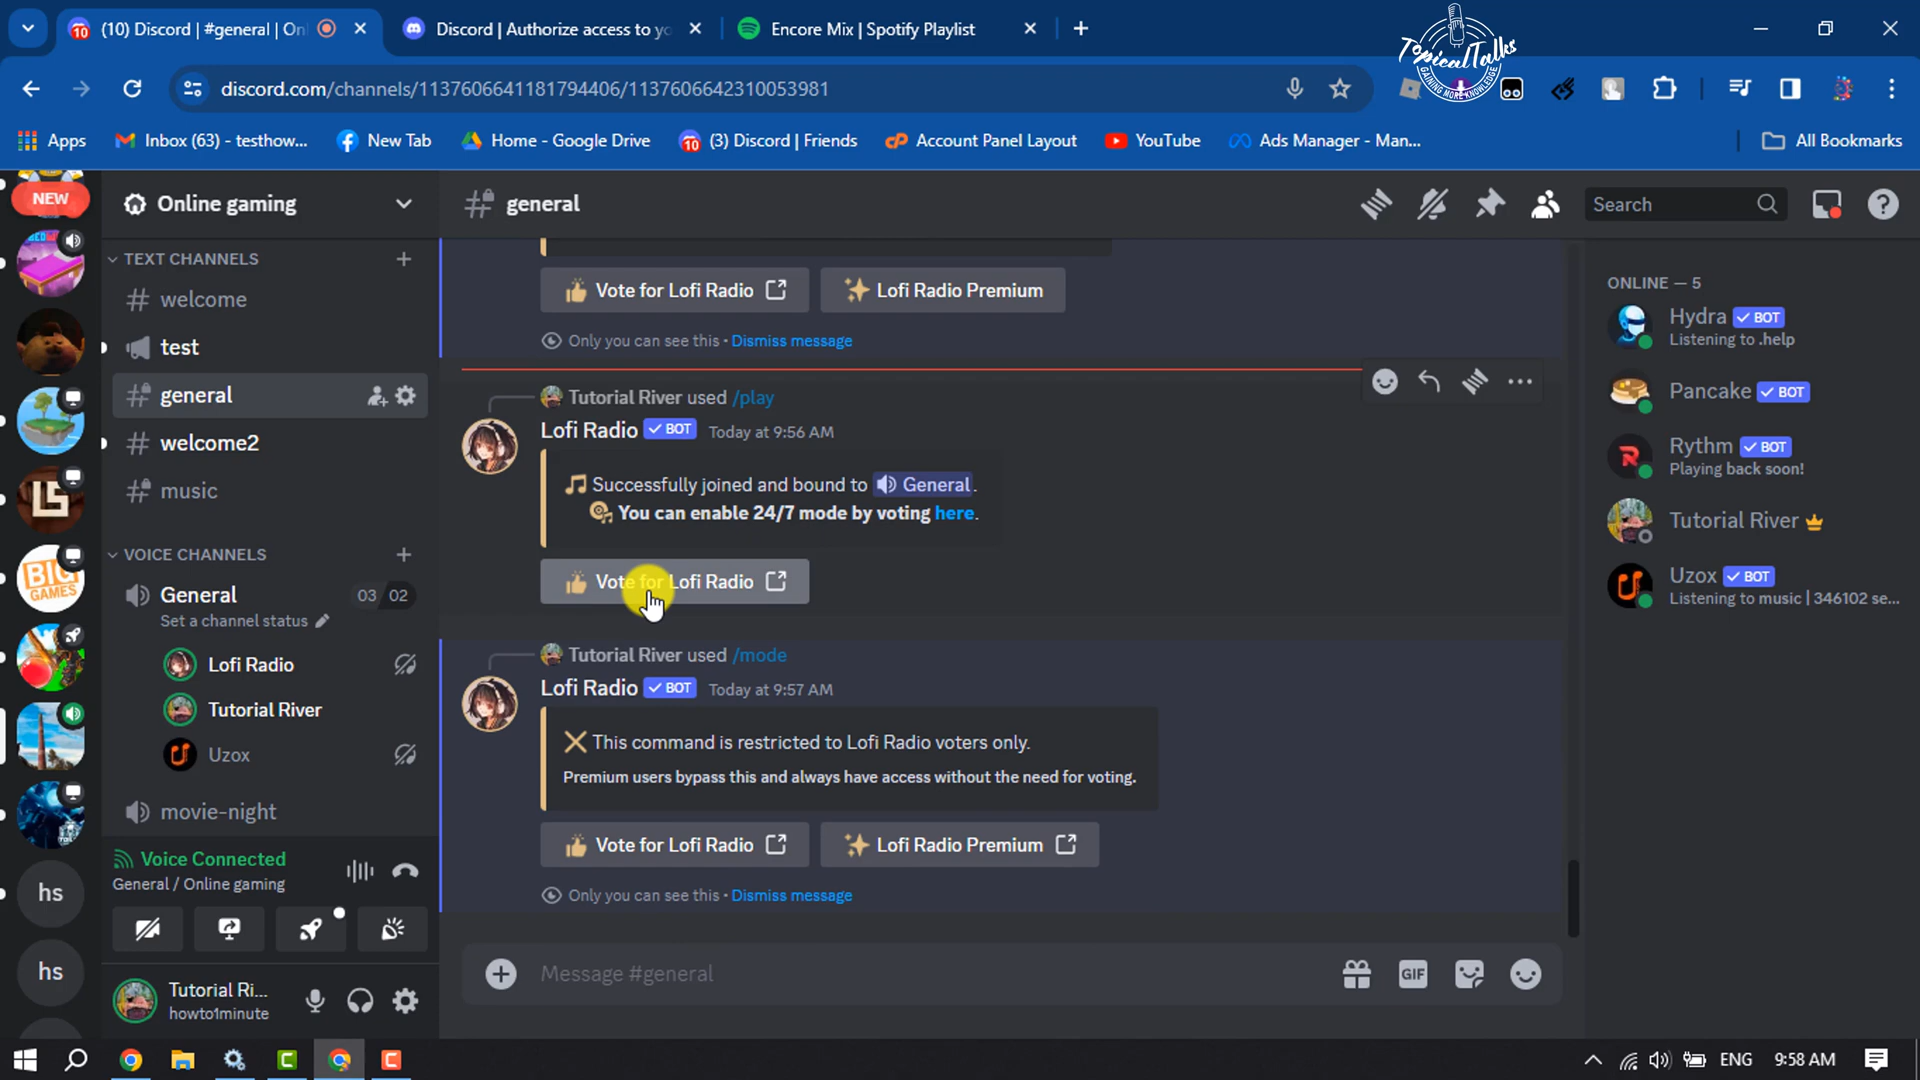 (10) Discord | #general | On
Discord | Authorize access to yo
Encore Mix | Spotify Playlist
TopicalTalks
GAINING MORE KNOWLEDGE
discord.com/channels/1137606641181794406/1137606642310053981
Apps
Inbox (63) - testhow...
New Tab
Home - Google Drive
(3) Discord | Friends
Account Panel Layout
YouTube
Ads Manager - Man...
All Bookmarks
NEW
Online gaming
general
Search
TEXT CHANNELS
welcome
test
general
welcome2
music
VOICE CHANNELS
General
03 02
Set a channel status
Lofi Radio
Tutorial River
Uzox
movie-night
Voice Connected
General / Online gaming
Tutorial Ri...
howto1minute
BIG
GAMES
LS
hs
hs
Vote for Lofi Radio
Lofi Radio Premium
Only you can see this • Dismiss message
Tutorial River used /play
Lofi Radio BOT Today at 9:56 AM
Successfully joined and bound to General.
You can enable 24/7 mode by voting here.
Vote for Lofi Radio
Tutorial River used /mode
Lofi Radio BOT Today at 9:57 AM
This command is restricted to Lofi Radio voters only.
Premium users bypass this and always have access without the need for voting.
Vote for Lofi Radio
Lofi Radio Premium
Only you can see this • Dismiss message
Message #general
GIF
ONLINE — 5
Hydra BOT
Listening to .help
Pancake BOT
Rythm BOT
Playing back soon!
Tutorial River
Uzox BOT
Listening to music | 346102 se...
ENG
9:58 AM